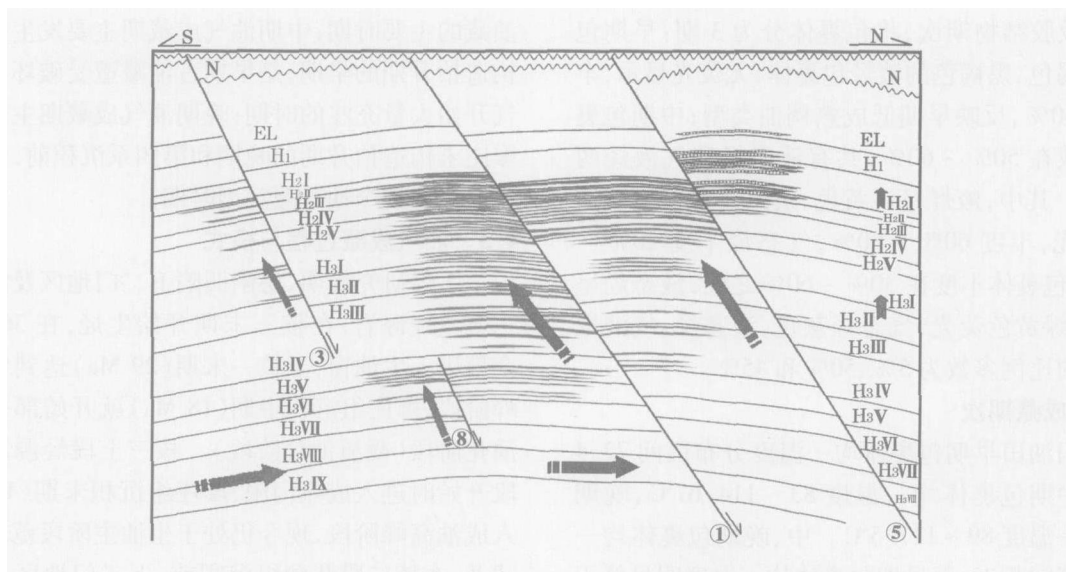 S
N
N
N
EL
H₁
H₂I
H₂II
H₂III
H₂IV
H₂V
H₃I
H₃II
H₃III
③
H₃IV
H₃V
H₃VI
H₃VII
H₃VIII
H₃IX
⑧
①
EL
H₁
H₂I
H₂II
H₂III
H₂IV
H₂V
H₃I
H₃II
H₃III
H₃IV
H₃V
H₃VI
H₃VII
H₃VIII
⑤